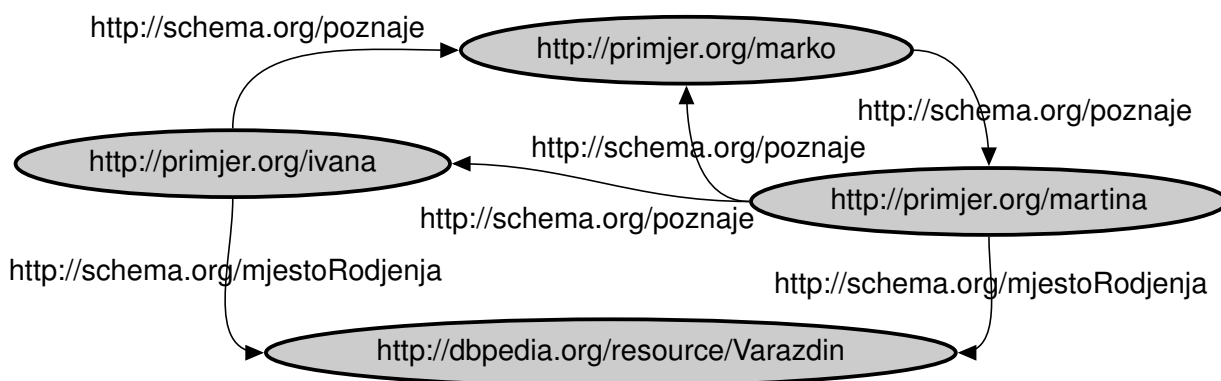 http://schema.org/poznaje
http://primjer.org/marko
http://schema.org/poznaje
http://primjer.org/ivana
http://schema.org/poznaje
http://primjer.org/martina
http://schema.org/poznaje
http://schema.org/mjestoRodjenja
http://schema.org/mjestoRodjenja
http://dbpedia.org/resource/Varazdin